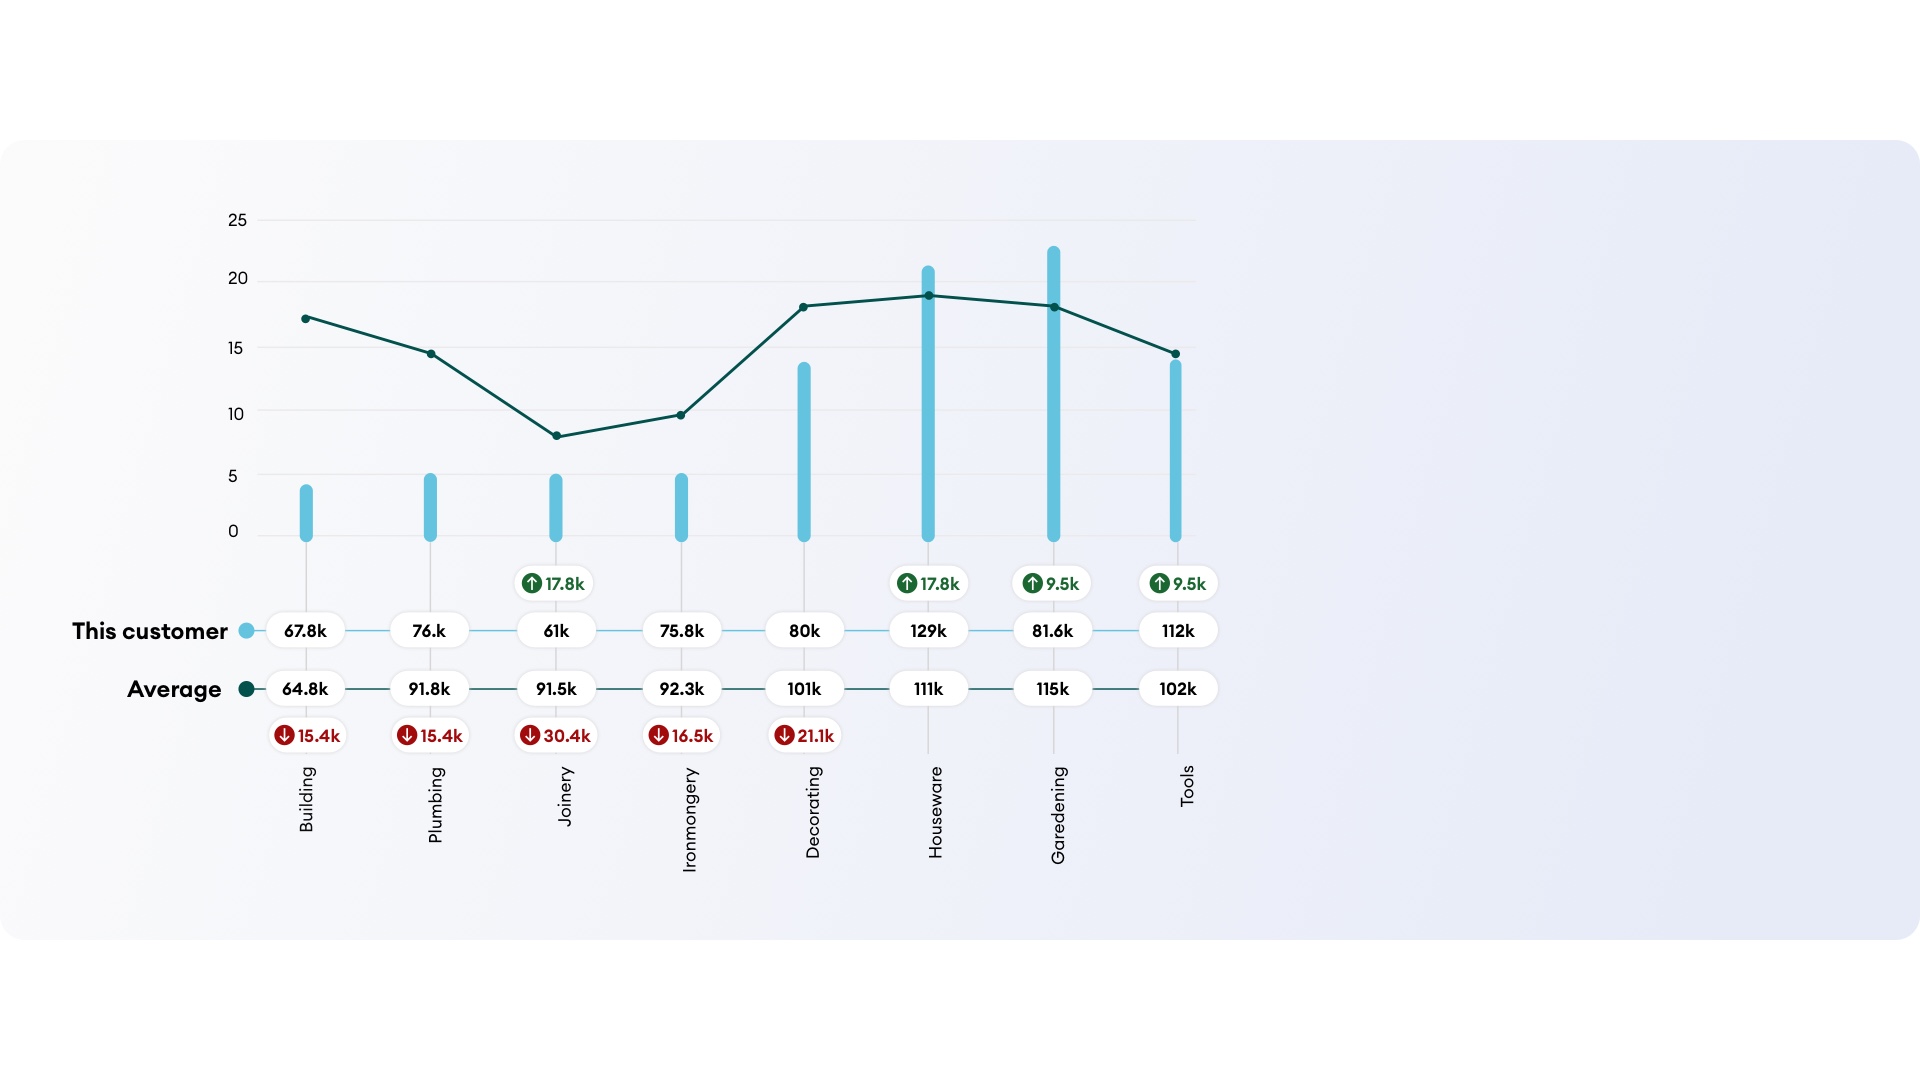 25
20
15
10
5
0
17.8k 17.8k 9.5k 9.5k
This customer 67.8k 76.k 61k 75.8k 80k 129k 81.6k 112k
Average 64.8k 91.8k 91.5k 92.3k 101k 111k 115k 102k
15.4k 15.4k 30.4k 16.5k 21.1k
Building
Plumbing
Joinery
Ironmongery
Decorating
Houseware
Garedening
Tools